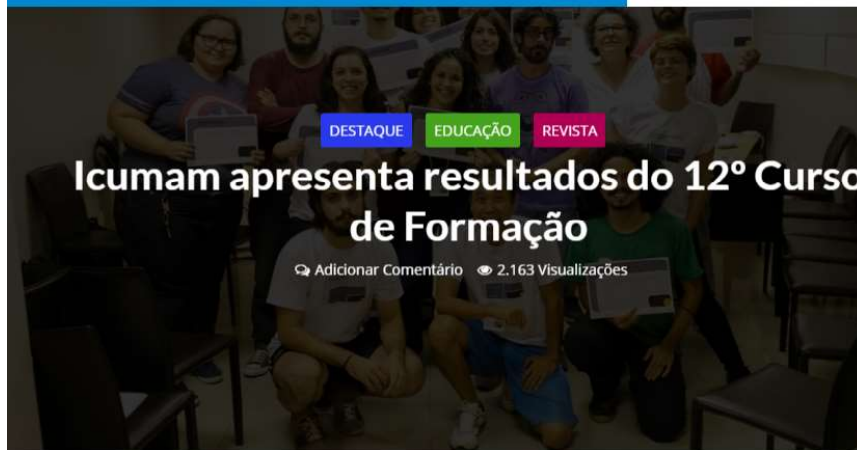 DESTAQUE EDUCAÇÃO REVISTA
Icumam apresenta resultados do 12º Curso
de Formação
Adicionar Comentário 2.163 Visualizações